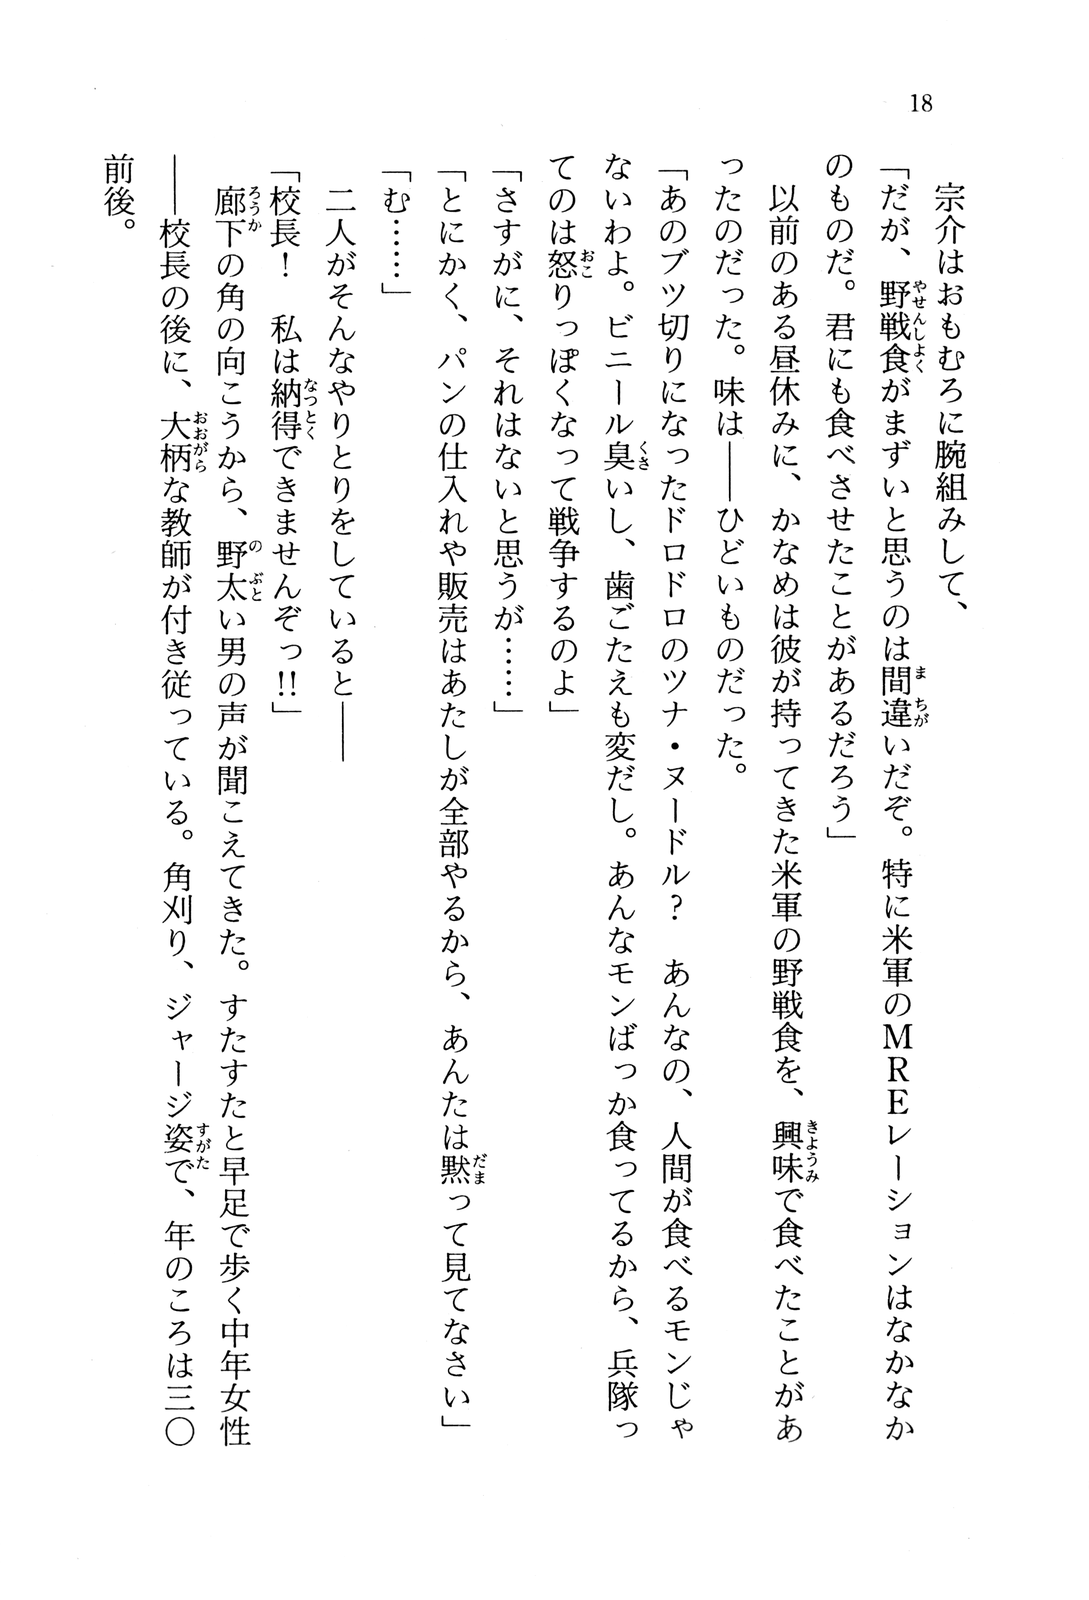 18
宗介はおもむろに腕組みして、
「だが、野戦食がまずいと思うのは間違いだぞ。特に米軍のMREレーションはなかなか
のものだ。君にも食べさせたことがあるだろう」
以前のある昼休みに、かなめは彼が持ってきた米軍の野戦食を、興味で食べたことがあ
ったのだった。味は――ひどいものだった。
「あのブツ切りになったドロドロのツナ・ヌードル？　あんなの、人間が食べるモンじゃ
ないわよ。ビニール臭いし、歯ごたえも変だし。あんなモンばっか食ってるから、兵隊っ
てのは怒りっぽくなって戦争するのよ」
「さすがに、それはないと思うが……」
「とにかく、パンの仕入れや販売はあたしが全部やるから、あんたは黙って見てなさい」
「む……」
二人がそんなやりとりをしていると――
「校長！　私は納得できませんぞっ!!」
廊下の角の向こうから、野太い男の声が聞こえてきた。すたすたと早足で歩く中年女性
――校長の後に、大柄な教師が付き従っている。角刈り、ジャージ姿で、年のころは三〇
前後。